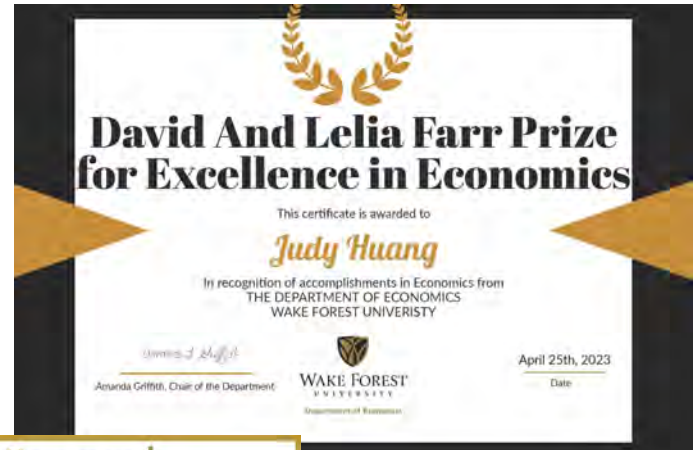 David And Lelia Farr Prize
for Excellence in Economics
This certificate is awarded to
Judy Huang
In recognition of accomplishments in Economics from
THE DEPARTMENT OF ECONOMICS
WAKE FOREST UNIVERISTY
Amanda Griffith, Chair of the Department
WAKE FOREST
UNIVERSITY
Department of Economics
April 25th, 2023
Date